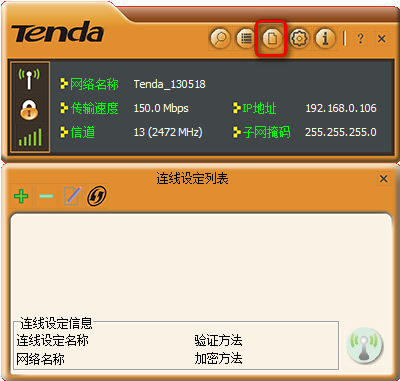 Tenda
? ×
网络名称 Tenda_130518
传输速度 150.0 Mbps IP地址 192.168.0.106
信道 13 (2472 MHz) 子网掩码 255.255.255.0
连线设定列表 ×
连线设定信息
连线设定名称 验证方法
网络名称 加密方法